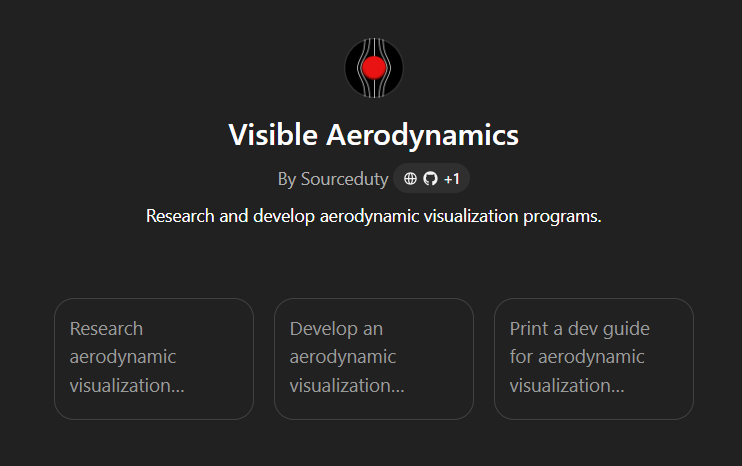 Visible Aerodynamics
By Sourceduty +1
Research and develop aerodynamic visualization programs.
Research
aerodynamic
visualization...
Develop an
aerodynamic
visualization...
Print a dev guide
for aerodynamic
visualization...